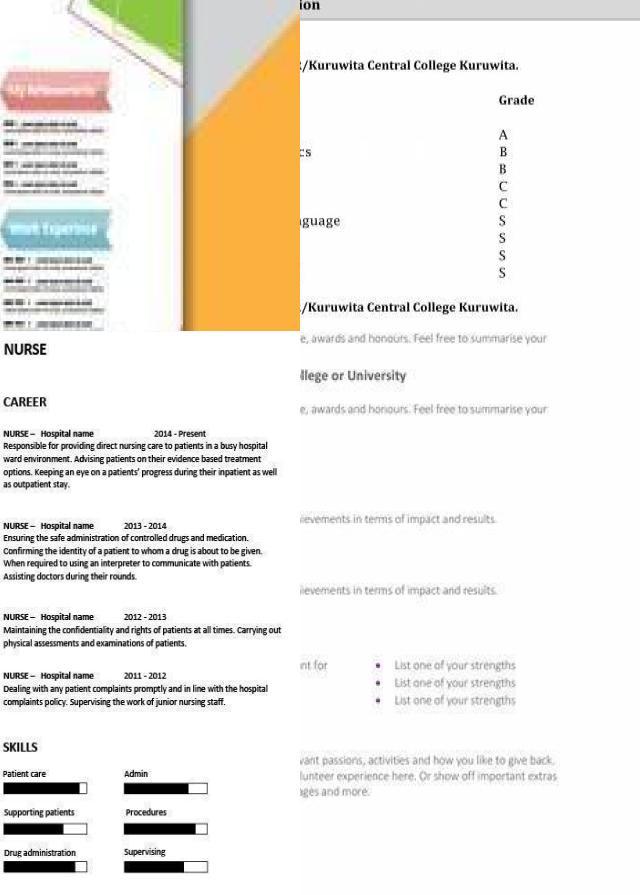 My Achievements
Work Experience
NURSE
CAREER
NURSE – Hospital name 2014 - Present
Responsible for providing direct nursing care to patients in a busy hospital
ward environment. Advising patients on their evidence based treatment
options. Keeping an eye on a patients' progress during their inpatient as well
as outpatient stay.
NURSE – Hospital name 2013 - 2014
Ensuring the safe administration of controlled drugs and medication.
Confirming the identity of a patient to whom a drug is about to be given.
When required to using an interpreter to communicate with patients.
Assisting doctors during their rounds.
NURSE – Hospital name 2012 - 2013
Maintaining the confidentiality and rights of patients at all times. Carrying out
physical assessments and examinations of patients.
NURSE – Hospital name 2011 - 2012
Dealing with any patient complaints promptly and in line with the hospital
complaints policy. Supervising the work of junior nursing staff.
SKILLS
Patient care Admin
Supporting patients Procedures
Drug administration Supervising
ion
/Kuruwita Central College Kuruwita.
Grade
A
cs B
B
C
C
nguage S
S
S
S
/Kuruwita Central College Kuruwita.
e, awards and honours. Feel free to summarise your
llege or University
e, awards and honours. Feel free to summarise your
ievements in terms of impact and results.
ievements in terms of impact and results.
nt for • List one of your strengths
• List one of your strengths
• List one of your strengths
vant passions, activities and how you like to give back.
lunteer experience here. Or show off important extras
ages and more.